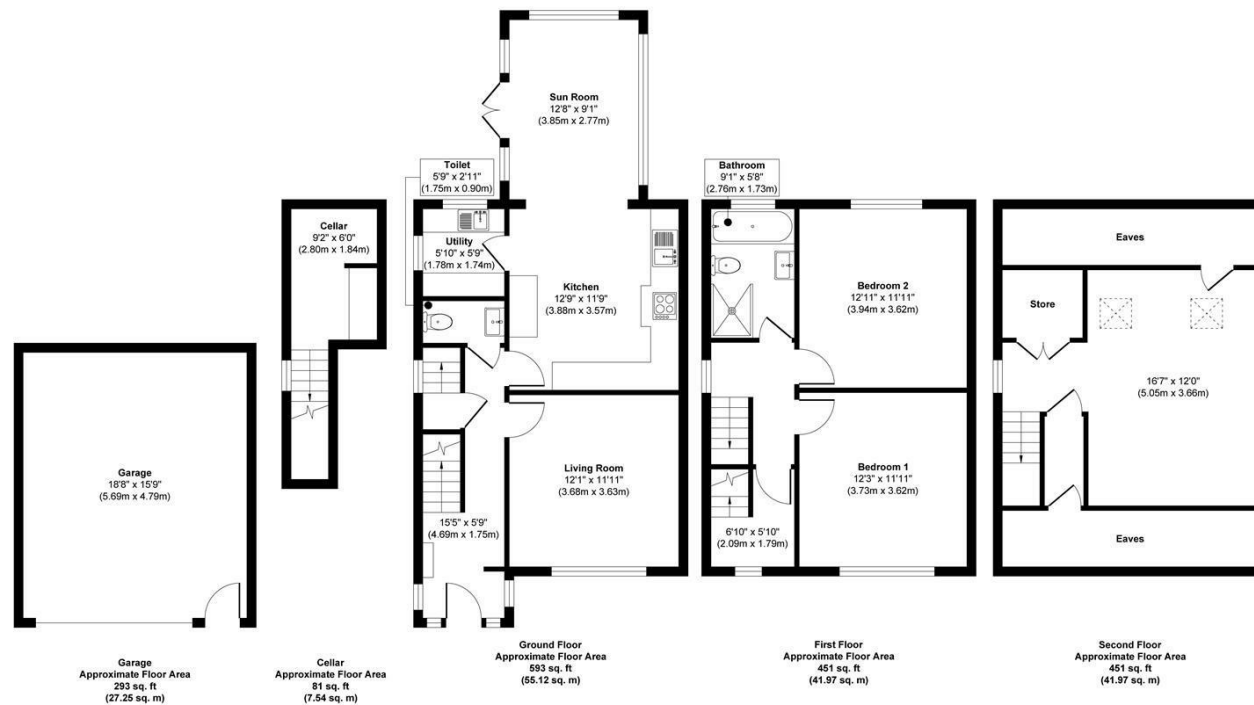 Sun Room
12'8" x 9'1"
(3.85m x 2.77m)
Toilet
5'9" x 2'11"
(1.75m x 0.90m)
Bathroom
9'1" x 5'8"
(2.76m x 1.73m)
Cellar
9'2" x 6'0"
(2.80m x 1.84m)
Utility
5'10" x 5'9"
(1.78m x 1.74m)
Kitchen
12'9" x 11'9"
(3.88m x 3.57m)
Bedroom 2
12'11" x 11'11"
(3.94m x 3.62m)
Eaves
Store
16'7" x 12'0"
(5.05m x 3.66m)
Garage
18'8" x 15'9"
(5.69m x 4.79m)
Living Room
12'1" x 11'11"
(3.68m x 3.63m)
Bedroom 1
12'3" x 11'11"
(3.73m x 3.62m)
15'5" x 5'9"
(4.69m x 1.75m)
6'10" x 5'10"
(2.09m x 1.79m)
Eaves
Garage
Approximate Floor Area
293 sq. ft
(27.25 sq. m)
Cellar
Approximate Floor Area
81 sq. ft
(7.54 sq. m)
Ground Floor
Approximate Floor Area
593 sq. ft
(55.12 sq. m)
First Floor
Approximate Floor Area
451 sq. ft
(41.97 sq. m)
Second Floor
Approximate Floor Area
451 sq. ft
(41.97 sq. m)